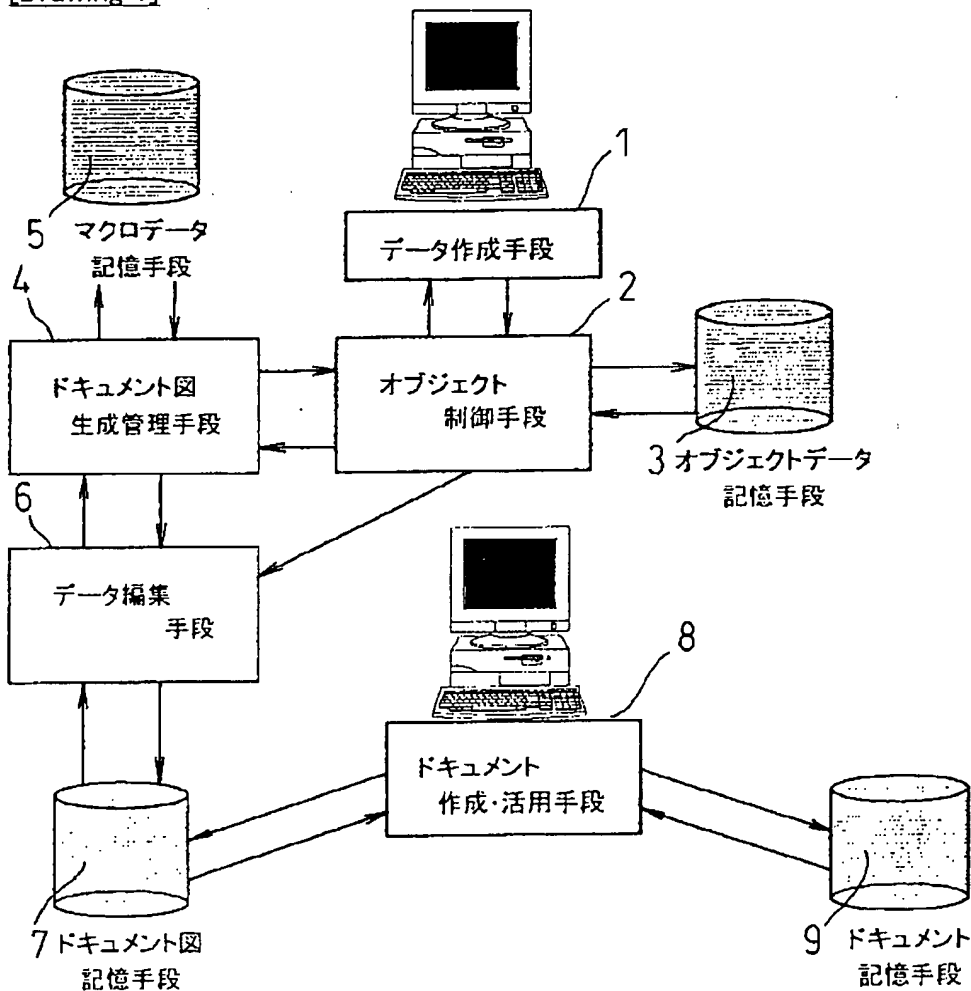 1
データ作成手段
5
マクロデータ
記憶手段
4
ドキュメント図
生成管理手段
2
オブジェクト
制御手段
3
オブジェクトデータ
記憶手段
6
データ編集
手段
8
ドキュメント
作成・活用手段
7
ドキュメント図
記憶手段
9
ドキュメント
記憶手段